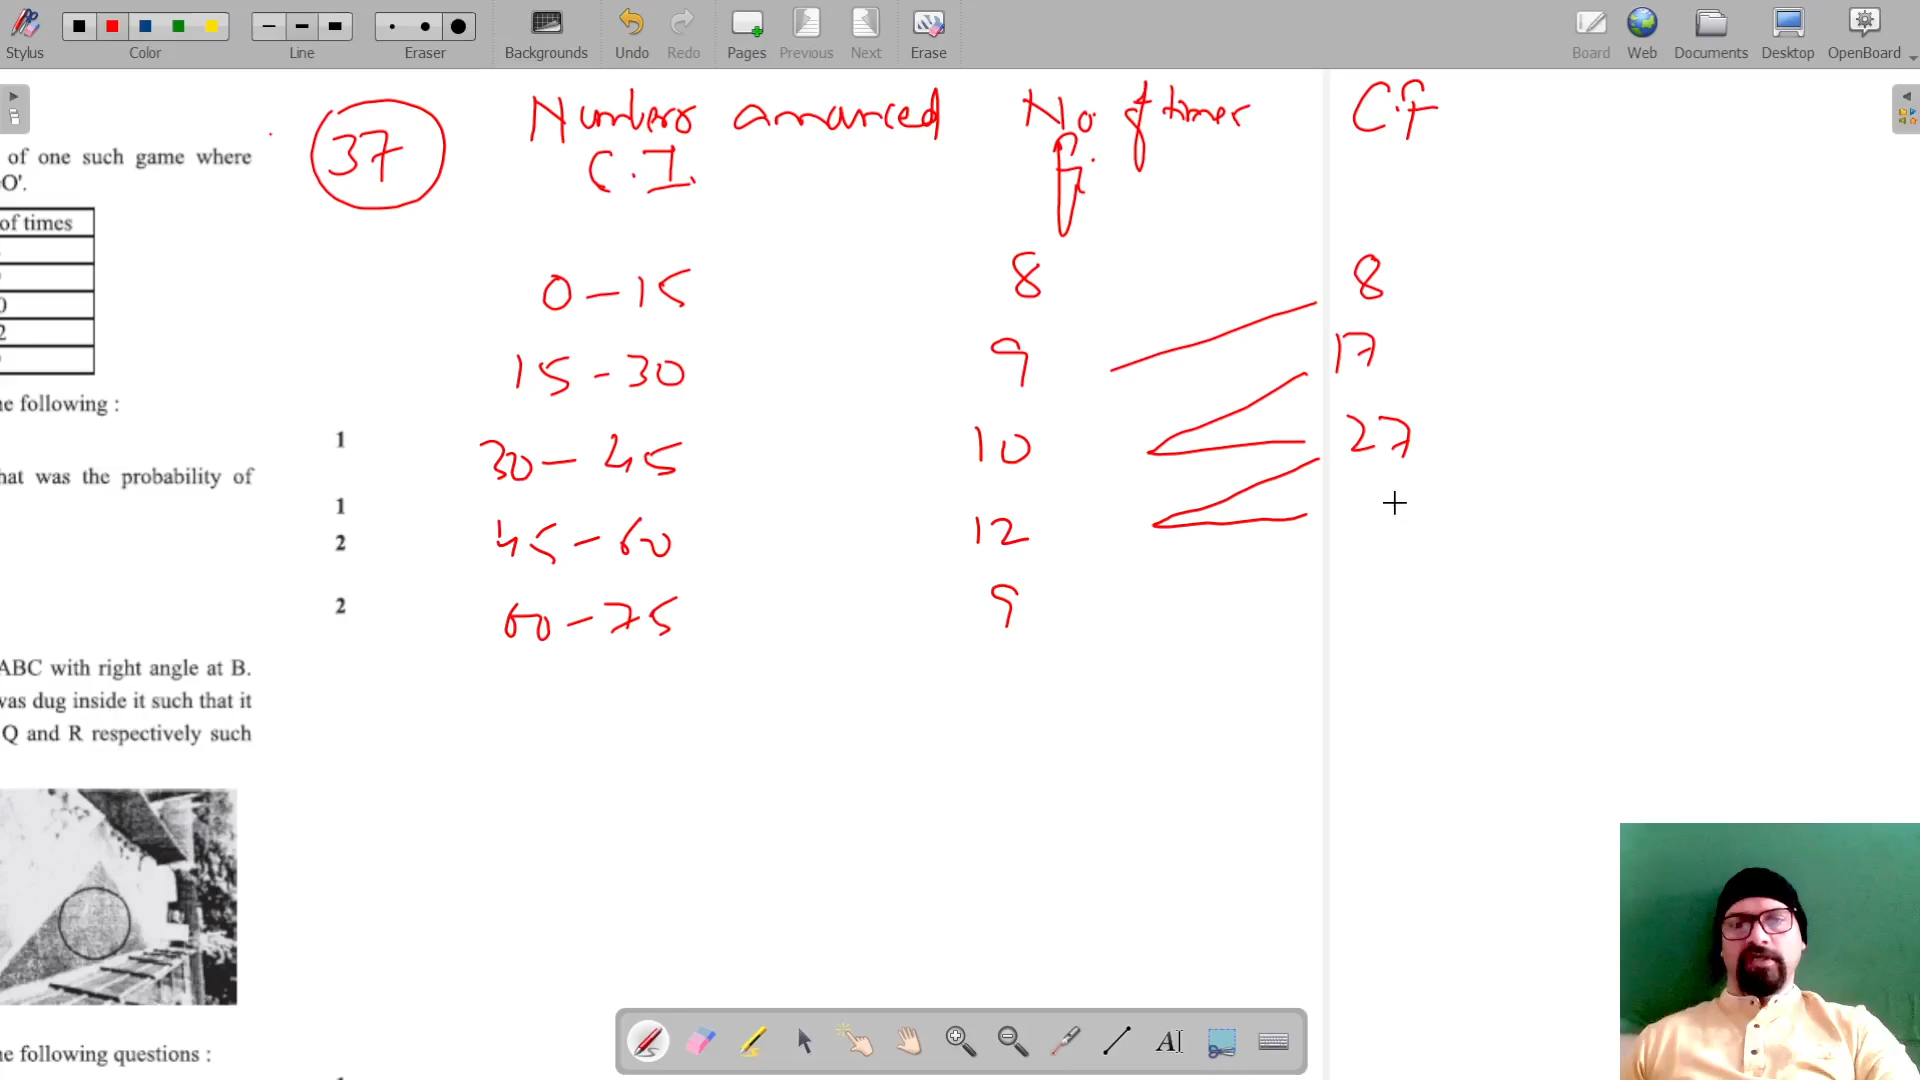 Stylus Color Line Eraser Backgrounds Undo Redo Pages Previous Next Erase Board Web Documents Desktop OpenBoard
37 Numbers announced No. of times C.f
C.I. fi
of one such game where
O'.
of times
0
2
0-15 8 8
15-30 9 17
30-45 10 27
45-60 12
60-75 9
following :
1
was the probability of
1
2
2
ABC with right angle at B.
was dug inside it such that it
Q and R respectively such
following questions :